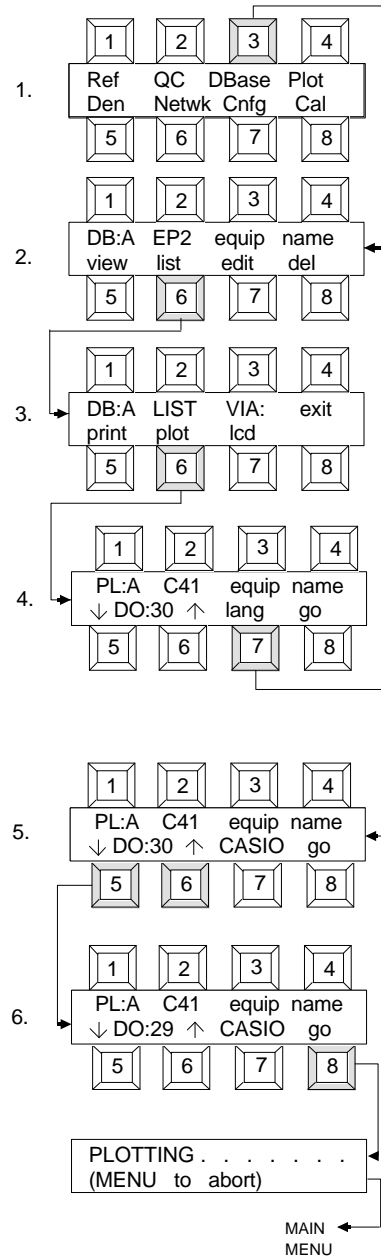 1 2 3 4
1.
Ref QC DBase Plot
Den Netwk Cnfg Cal
5 6 7 8
1 2 3 4
2.
DB:A EP2 equip name
view list edit del
5 6 7 8
1 2 3 4
3.
DB:A LIST VIA: exit
print plot lcd
5 6 7 8
1 2 3 4
4.
PL:A C41 equip name
↓ DO:30 ↑ lang go
5 6 7 8
1 2 3 4
5.
PL:A C41 equip name
↓ DO:30 ↑ CASIO go
5 6 7 8
1 2 3 4
6.
PL:A C41 equip name
↓ DO:29 ↑ CASIO go
5 6 7 8
PLOTTING . . . . . . .
(MENU to abort)
MAIN
MENU